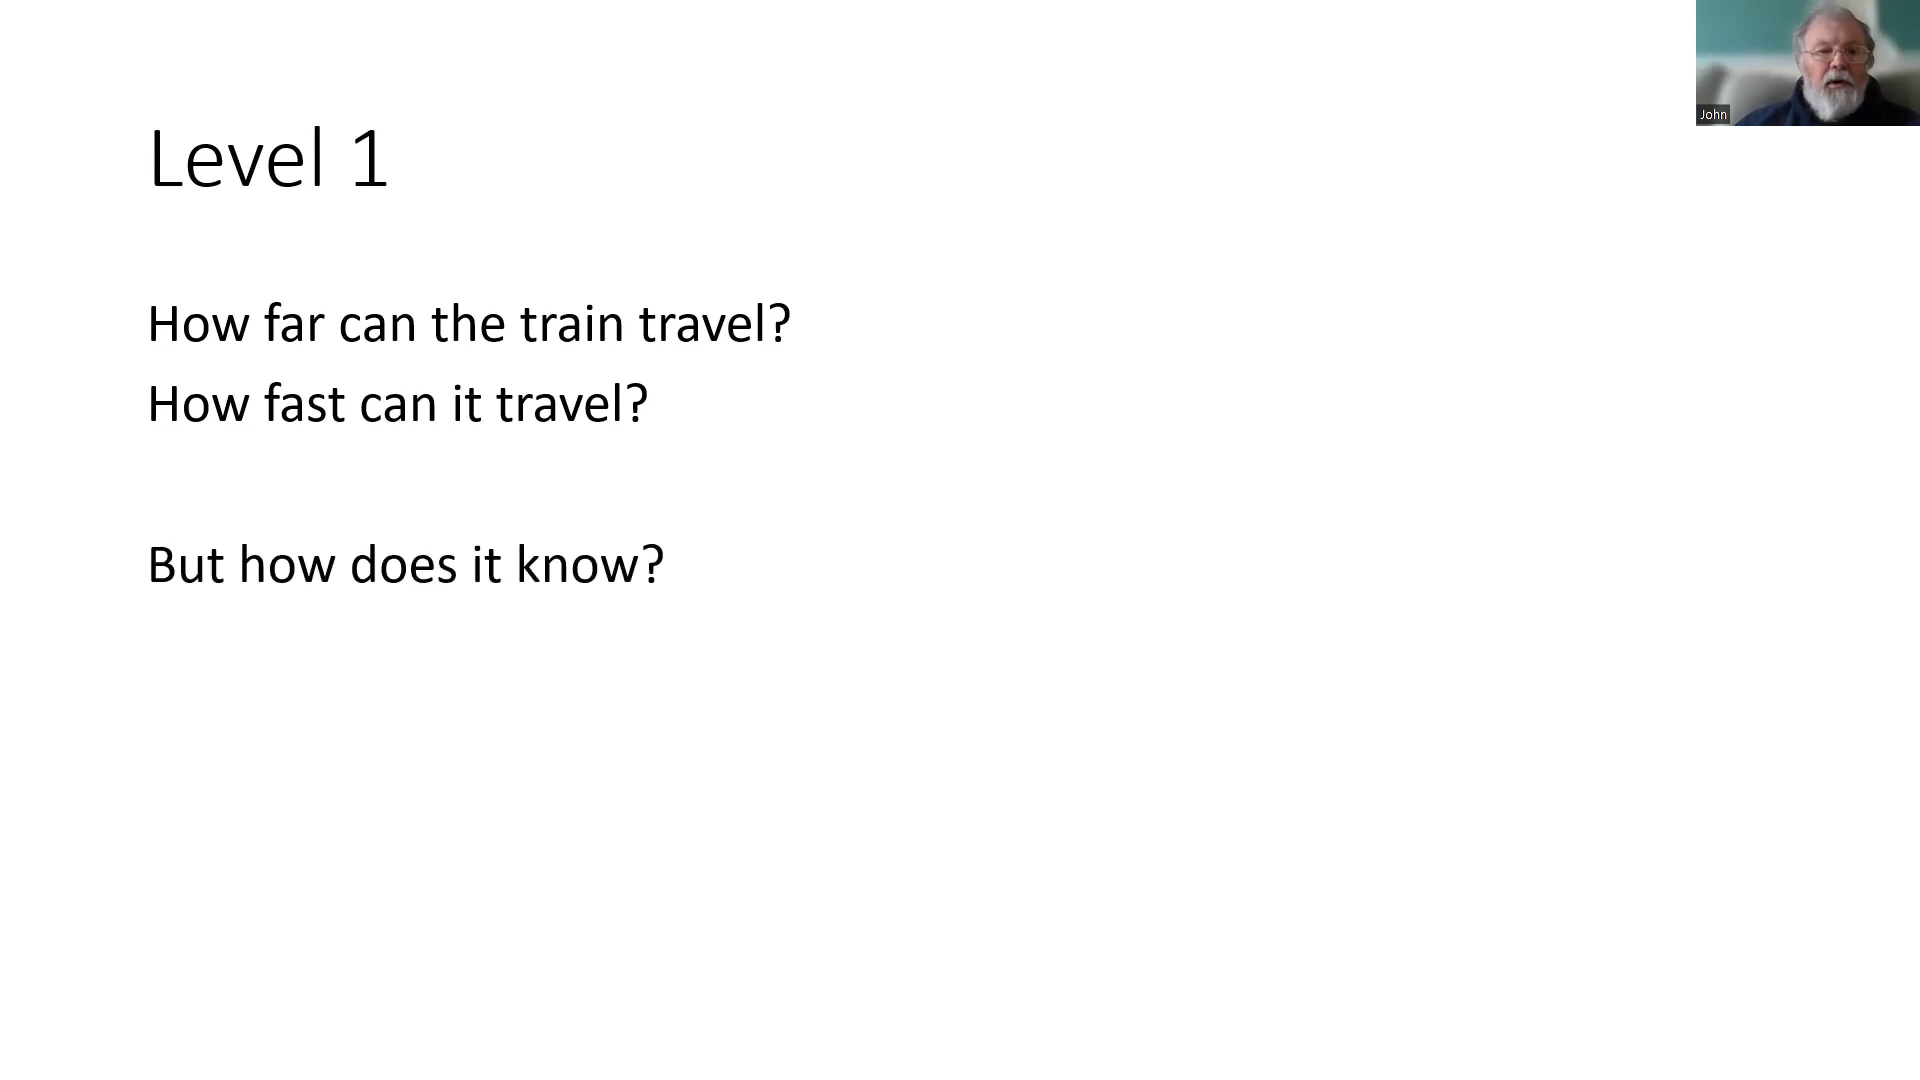 Level 1
How far can the train travel?
How fast can it travel?
But how does it know?
John